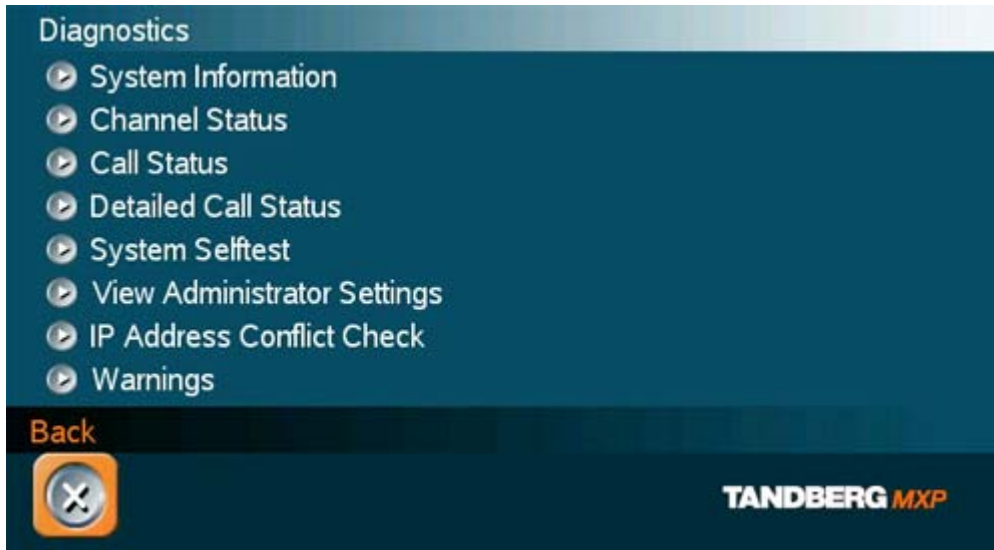 Diagnostics
System Information
Channel Status
Call Status
Detailed Call Status
System Selftest
View Administrator Settings
IP Address Conflict Check
Warnings
Back
TANDBERG MXP